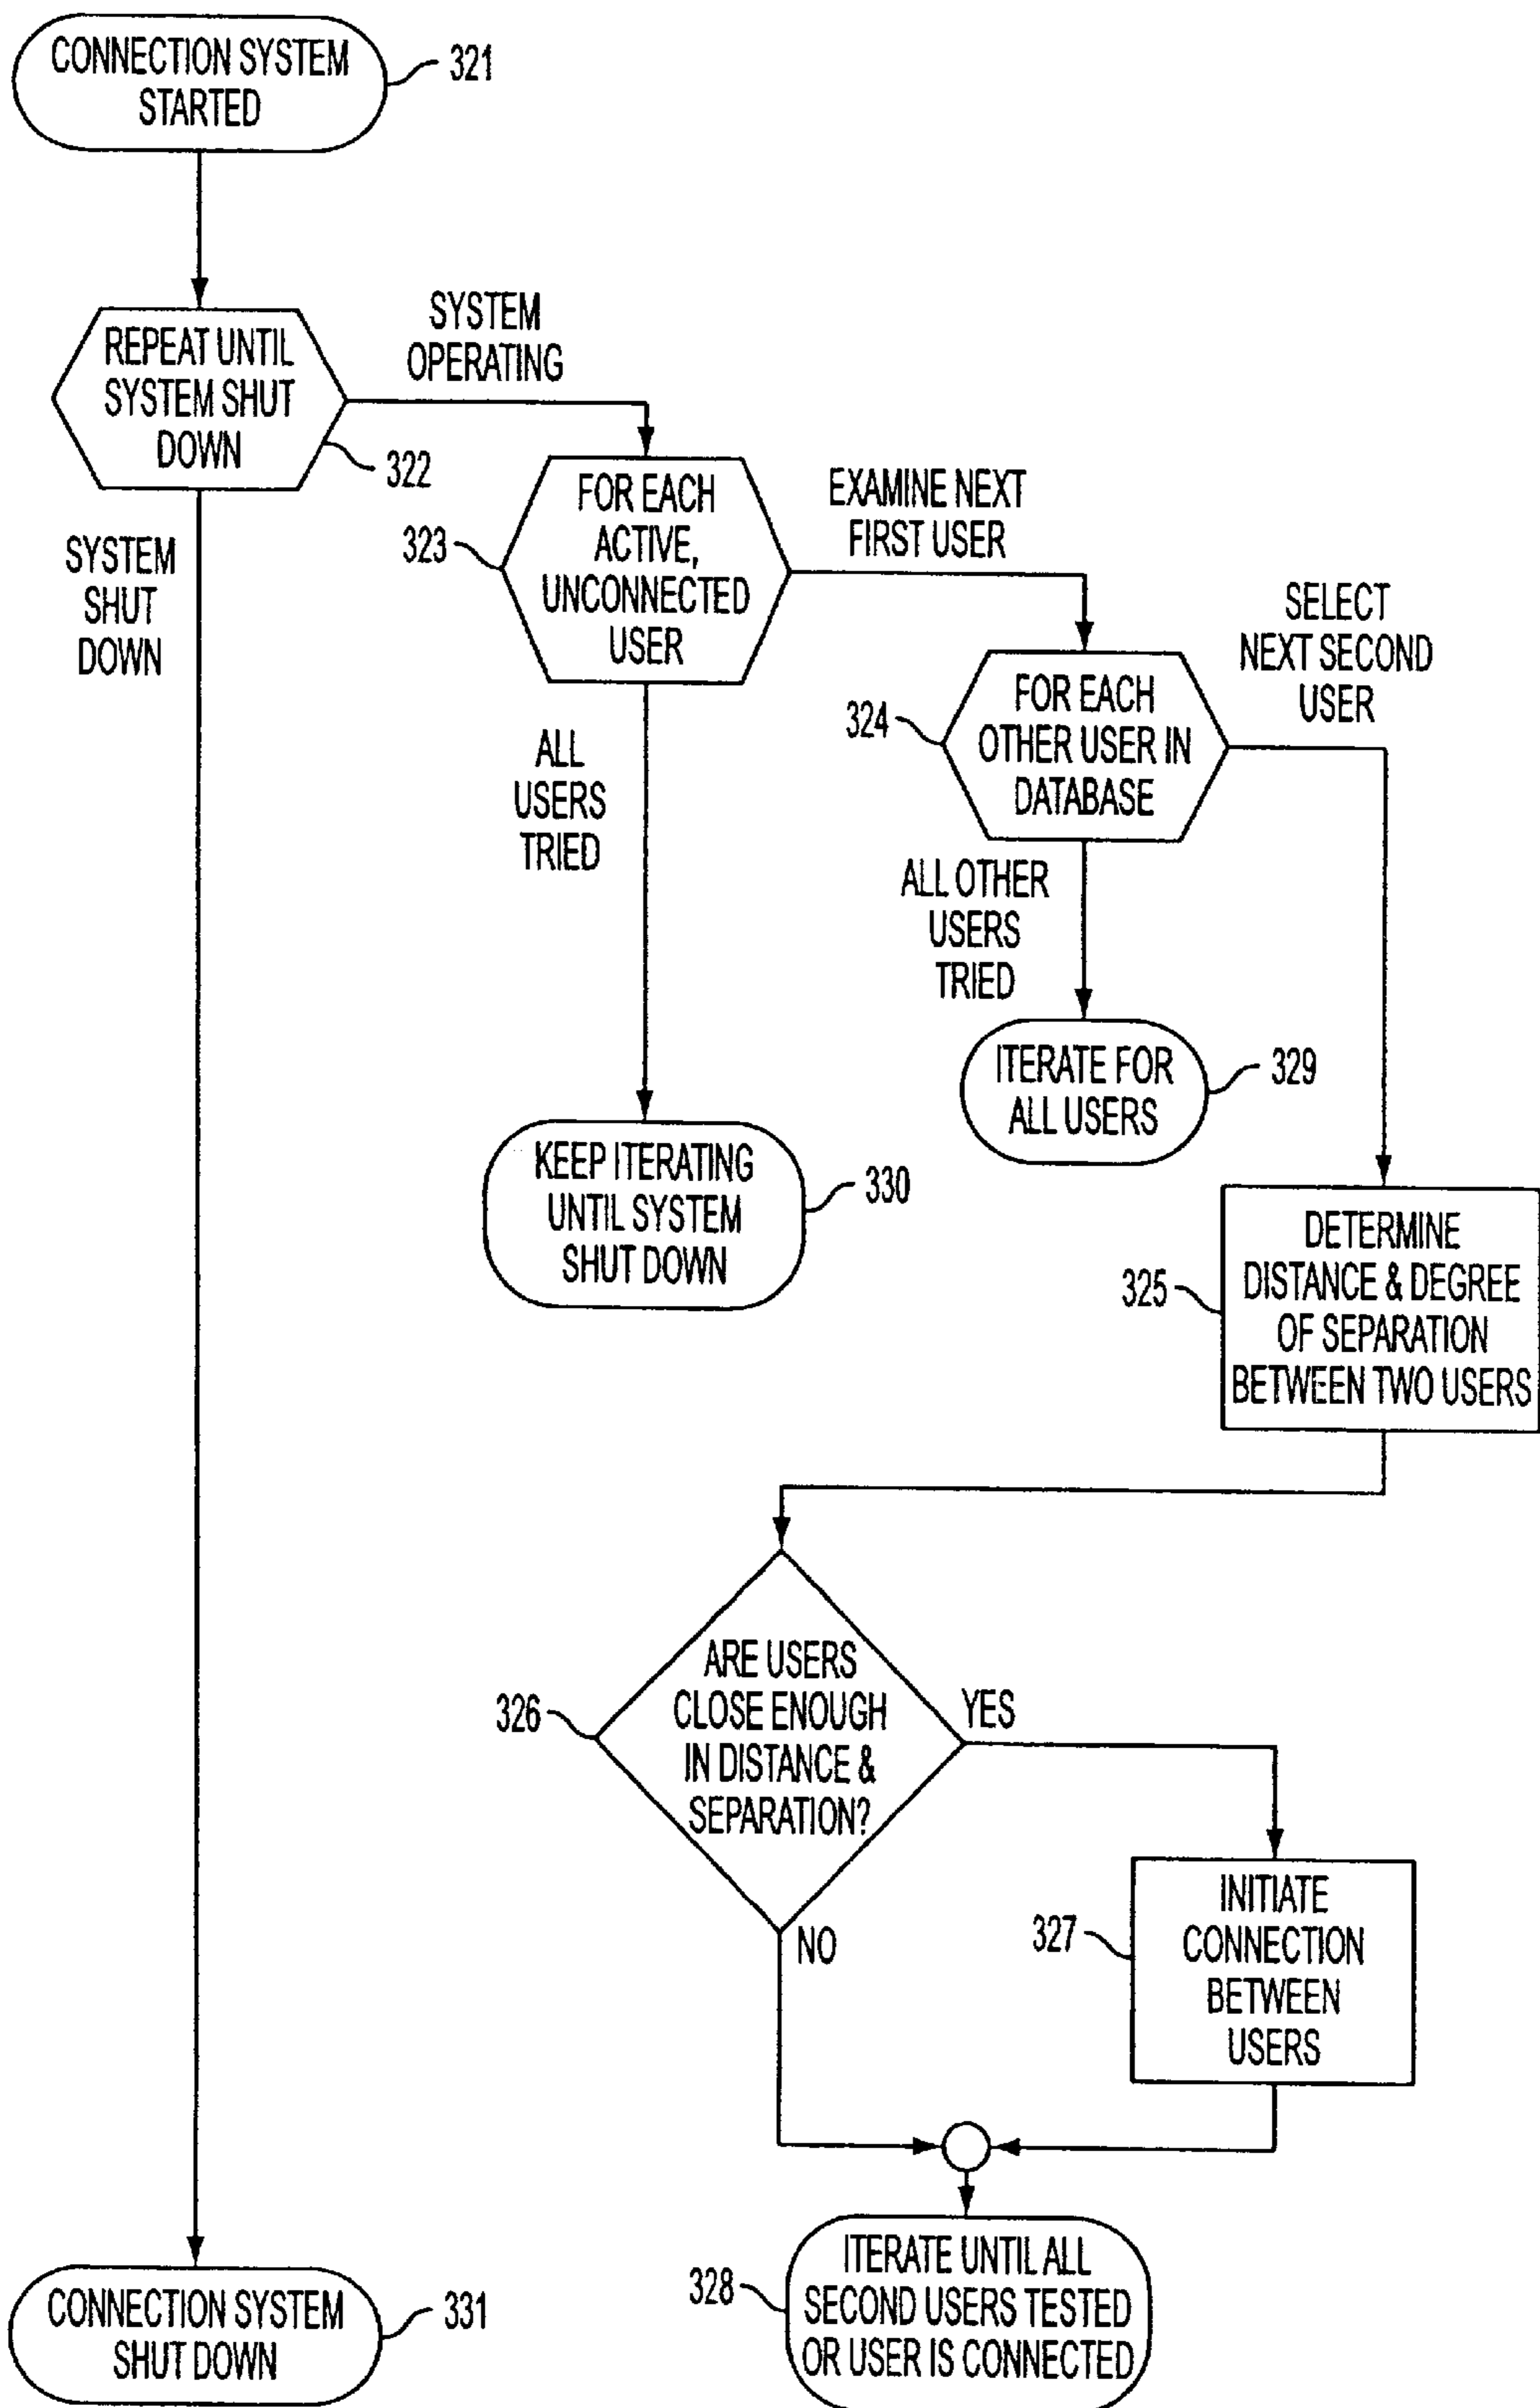 CONNECTION SYSTEM
STARTED
321
REPEAT UNTIL
SYSTEM SHUT
DOWN
322
SYSTEM
OPERATING
SYSTEM
SHUT
DOWN
FOR EACH
ACTIVE,
UNCONNECTED
USER
323
EXAMINE NEXT
FIRST USER
ALL
USERS
TRIED
FOR EACH
OTHER USER IN
DATABASE
324
SELECT
NEXT SECOND
USER
ALL OTHER
USERS
TRIED
ITERATE FOR
ALL USERS
329
KEEP ITERATING
UNTIL SYSTEM
SHUT DOWN
330
DETERMINE
DISTANCE & DEGREE
OF SEPARATION
BETWEEN TWO USERS
325
ARE USERS
CLOSE ENOUGH
IN DISTANCE &
SEPARATION?
326
YES
NO
INITIATE
CONNECTION
BETWEEN
USERS
327
ITERATE UNTIL ALL
SECOND USERS TESTED
OR USER IS CONNECTED
328
CONNECTION SYSTEM
SHUT DOWN
331